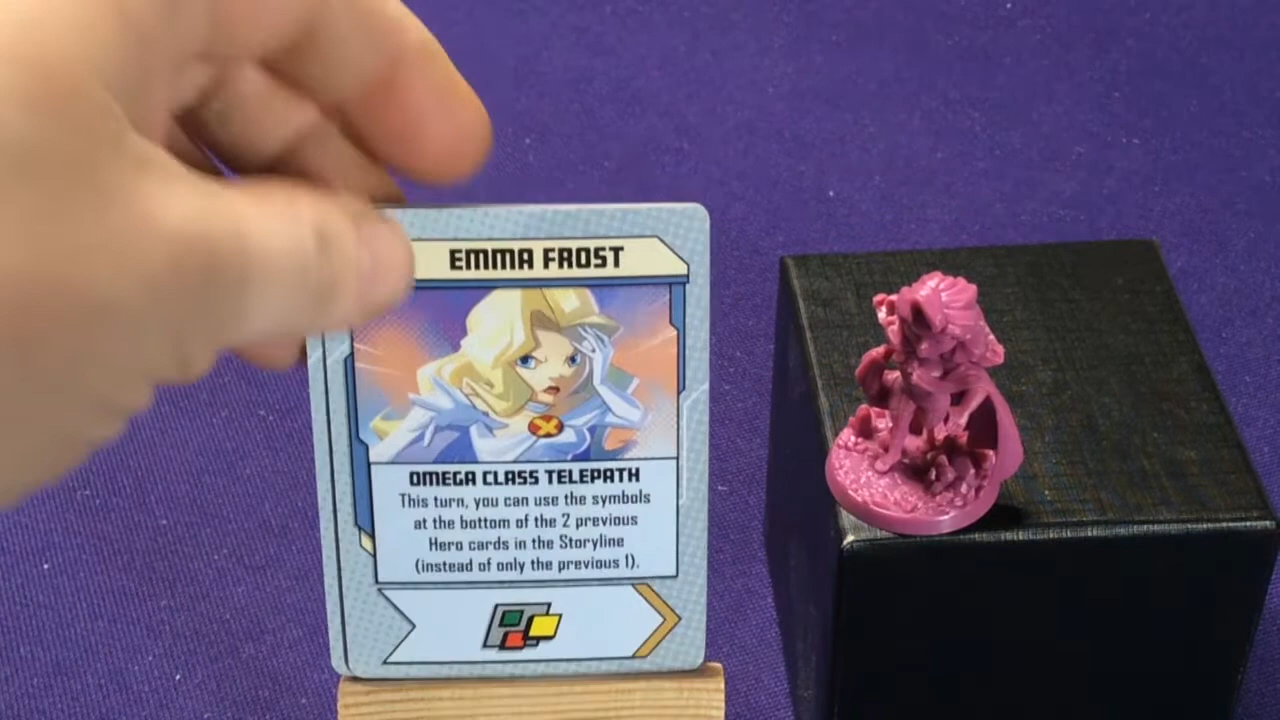 EMMA FROST
OMEGA CLASS TELEPATH
This turn, you can use the symbols
at the bottom of the 2 previous
Hero cards in the Storyline
(instead of only the previous 1).